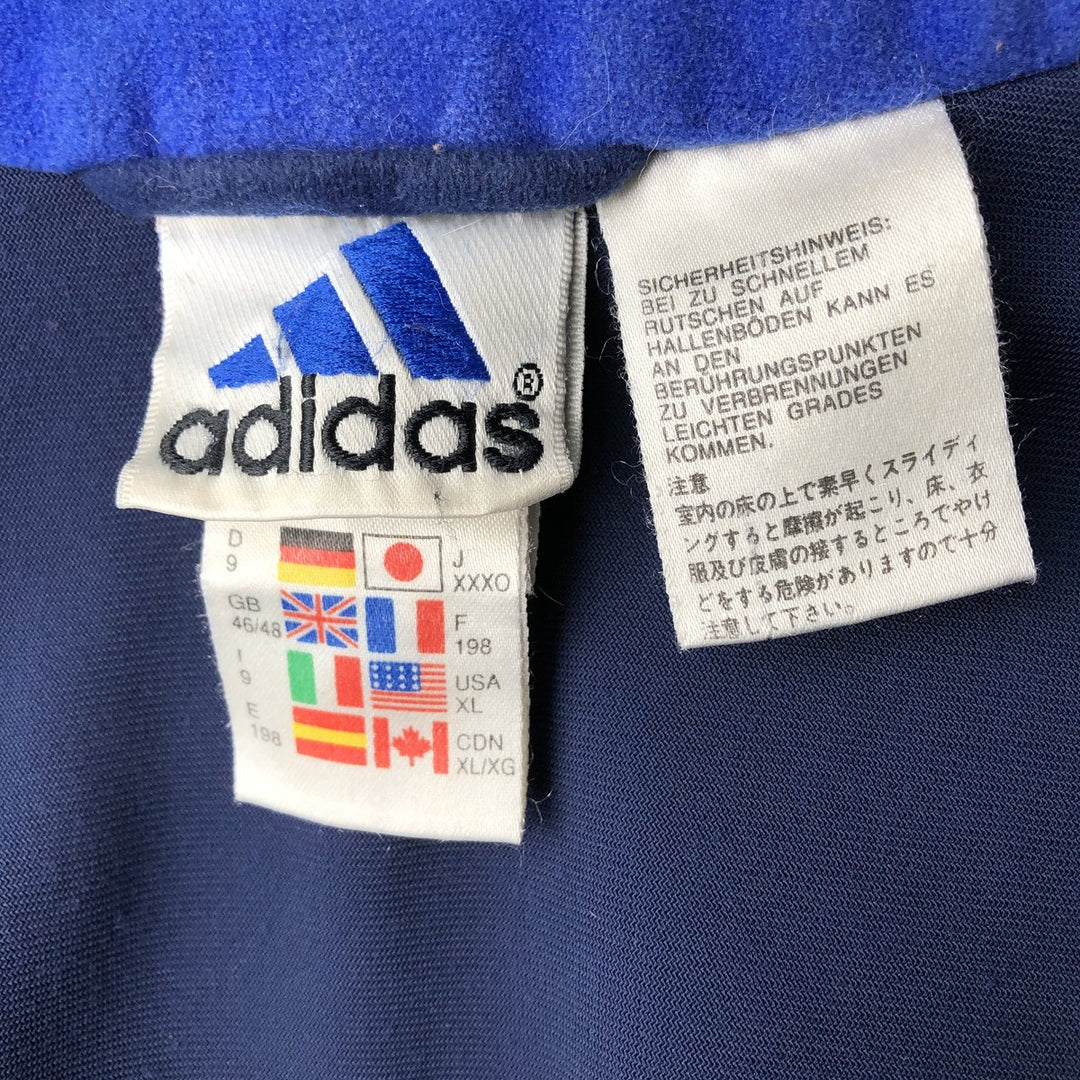 adidas®
D
9
J
XXXO
GB
46/48
F
198
I
9
USA
XL
E
198
CDN
XL/XG
SICHERHEITSHINWEIS:
BEI ZU SCHNELLEM
RUTSCHEN AUF
HALLENBÖDEN KANN ES
AN DEN
BERÜHRUNGSPUNKTEN
ZU VERBRENNUNGEN
LEICHTEN GRADES
KOMMEN.
注意
室内の床の上で素早くスライディ
ングすると摩擦が起こり、床、衣
服及び皮膚の接するところでやけ
どをする危険がありますので十分
注意して下さい。